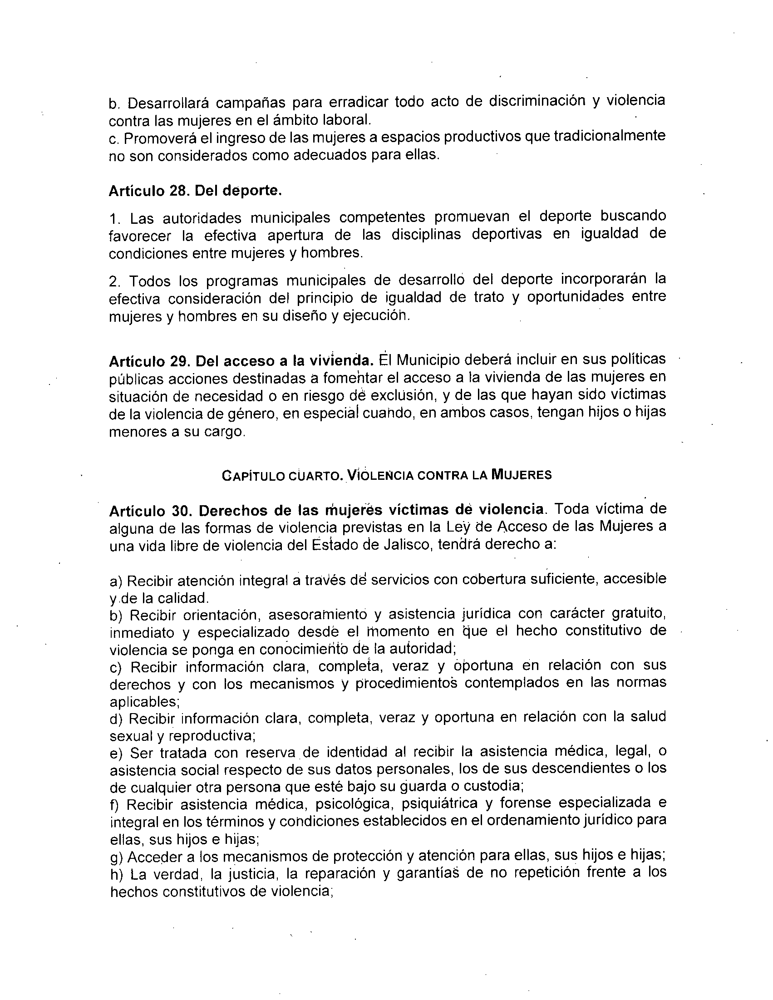 b. Desarrollará campañas para erradicar todo acto de discriminación y violencia
contra las mujeres en el ámbito laboral.
c. Promoverá el ingreso de las mujeres a espacios productivos que tradicionalmente
no son considerados como adecuados para ellas.
Artículo 28. Del deporte.
1. Las autoridades municipales competentes promuevan el deporte buscando
favorecer la efectiva apertura de las disciplinas deportivas en igualdad de
condiciones entre mujeres y hombres.
2. Todos los programas municipales de desarrollo del deporte incorporarán la
efectiva consideración del principio de igualdad de trato y oportunidades entre
mujeres y hombres en su diseño y ejecución.
Artículo 29. Del acceso a la vivienda. El Municipio deberá incluir en sus políticas
públicas acciones destinadas a fomentar el acceso a la vivienda de las mujeres en
situación de necesidad o en riesgo de exclusión, y de las que hayan sido víctimas
de la violencia de género, en especial cuando, en ambos casos, tengan hijos o hijas
menores a su cargo.
CAPÍTULO CUARTO. VIOLENCIA CONTRA LA MUJERES
Artículo 30. Derechos de las mujeres víctimas de violencia. Toda víctima de
alguna de las formas de violencia previstas en la Ley de Acceso de las Mujeres a
una vida libre de violencia del Estado de Jalisco, tendrá derecho a:
a) Recibir atención integral a través de servicios con cobertura suficiente, accesible
y de la calidad.
b) Recibir orientación, asesoramiento y asistencia jurídica con carácter gratuito,
inmediato y especializado desde el momento en que el hecho constitutivo de
violencia se ponga en conocimiento de la autoridad;
c) Recibir información clara, completa, veraz y oportuna en relación con sus
derechos y con los mecanismos y procedimientos contemplados en las normas
aplicables;
d) Recibir información clara, completa, veraz y oportuna en relación con la salud
sexual y reproductiva;
e) Ser tratada con reserva de identidad al recibir la asistencia médica, legal, o
asistencia social respecto de sus datos personales, los de sus descendientes o los
de cualquier otra persona que esté bajo su guarda o custodia;
f) Recibir asistencia médica, psicológica, psiquiátrica y forense especializada e
integral en los términos y condiciones establecidos en el ordenamiento jurídico para
ellas, sus hijos e hijas;
g) Acceder a los mecanismos de protección y atención para ellas, sus hijos e hijas;
h) La verdad, la justicia, la reparación y garantías de no repetición frente a los
hechos constitutivos de violencia;